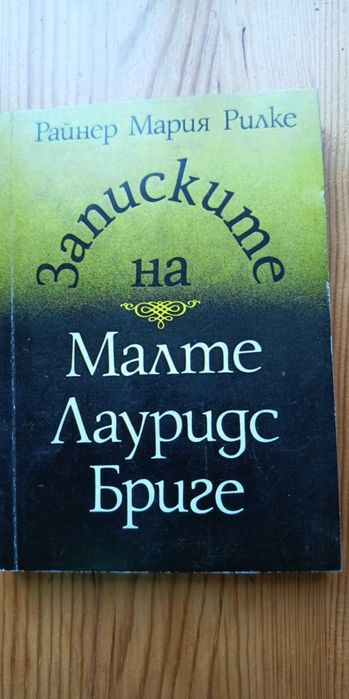 Райнер Мария Рилке
Записките
на
Малте
Лауридс
Бриге